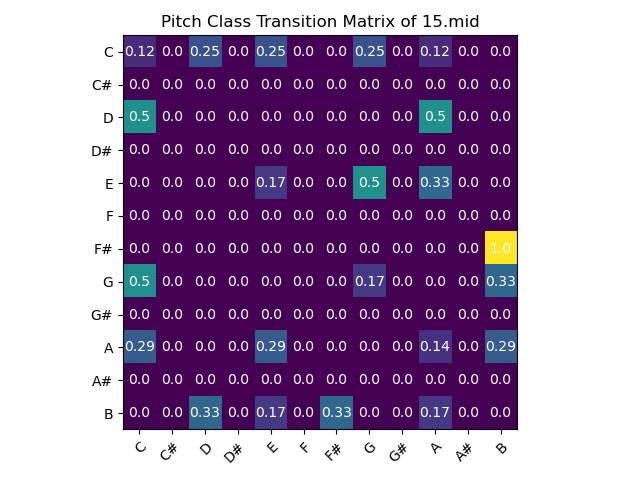 Pitch Class Transition Matrix of 15.mid
C 0.12 0.0 0.25 0.0 0.25 0.0 0.0 0.25 0.0 0.12 0.0 0.0
C# 0.0 0.0 0.0 0.0 0.0 0.0 0.0 0.0 0.0 0.0 0.0 0.0
D 0.5 0.0 0.0 0.0 0.0 0.0 0.0 0.0 0.0 0.5 0.0 0.0
D# 0.0 0.0 0.0 0.0 0.0 0.0 0.0 0.0 0.0 0.0 0.0 0.0
E 0.0 0.0 0.0 0.0 0.17 0.0 0.0 0.5 0.0 0.33 0.0 0.0
F 0.0 0.0 0.0 0.0 0.0 0.0 0.0 0.0 0.0 0.0 0.0 0.0
F# 0.0 0.0 0.0 0.0 0.0 0.0 0.0 0.0 0.0 0.0 0.0 1.0
G 0.5 0.0 0.0 0.0 0.0 0.0 0.0 0.17 0.0 0.0 0.0 0.33
G# 0.0 0.0 0.0 0.0 0.0 0.0 0.0 0.0 0.0 0.0 0.0 0.0
A 0.29 0.0 0.0 0.0 0.29 0.0 0.0 0.0 0.0 0.14 0.0 0.29
A# 0.0 0.0 0.0 0.0 0.0 0.0 0.0 0.0 0.0 0.0 0.0 0.0
B 0.0 0.0 0.33 0.0 0.17 0.0 0.33 0.0 0.0 0.17 0.0 0.0
C C# D D# E F F# G G# A A# B